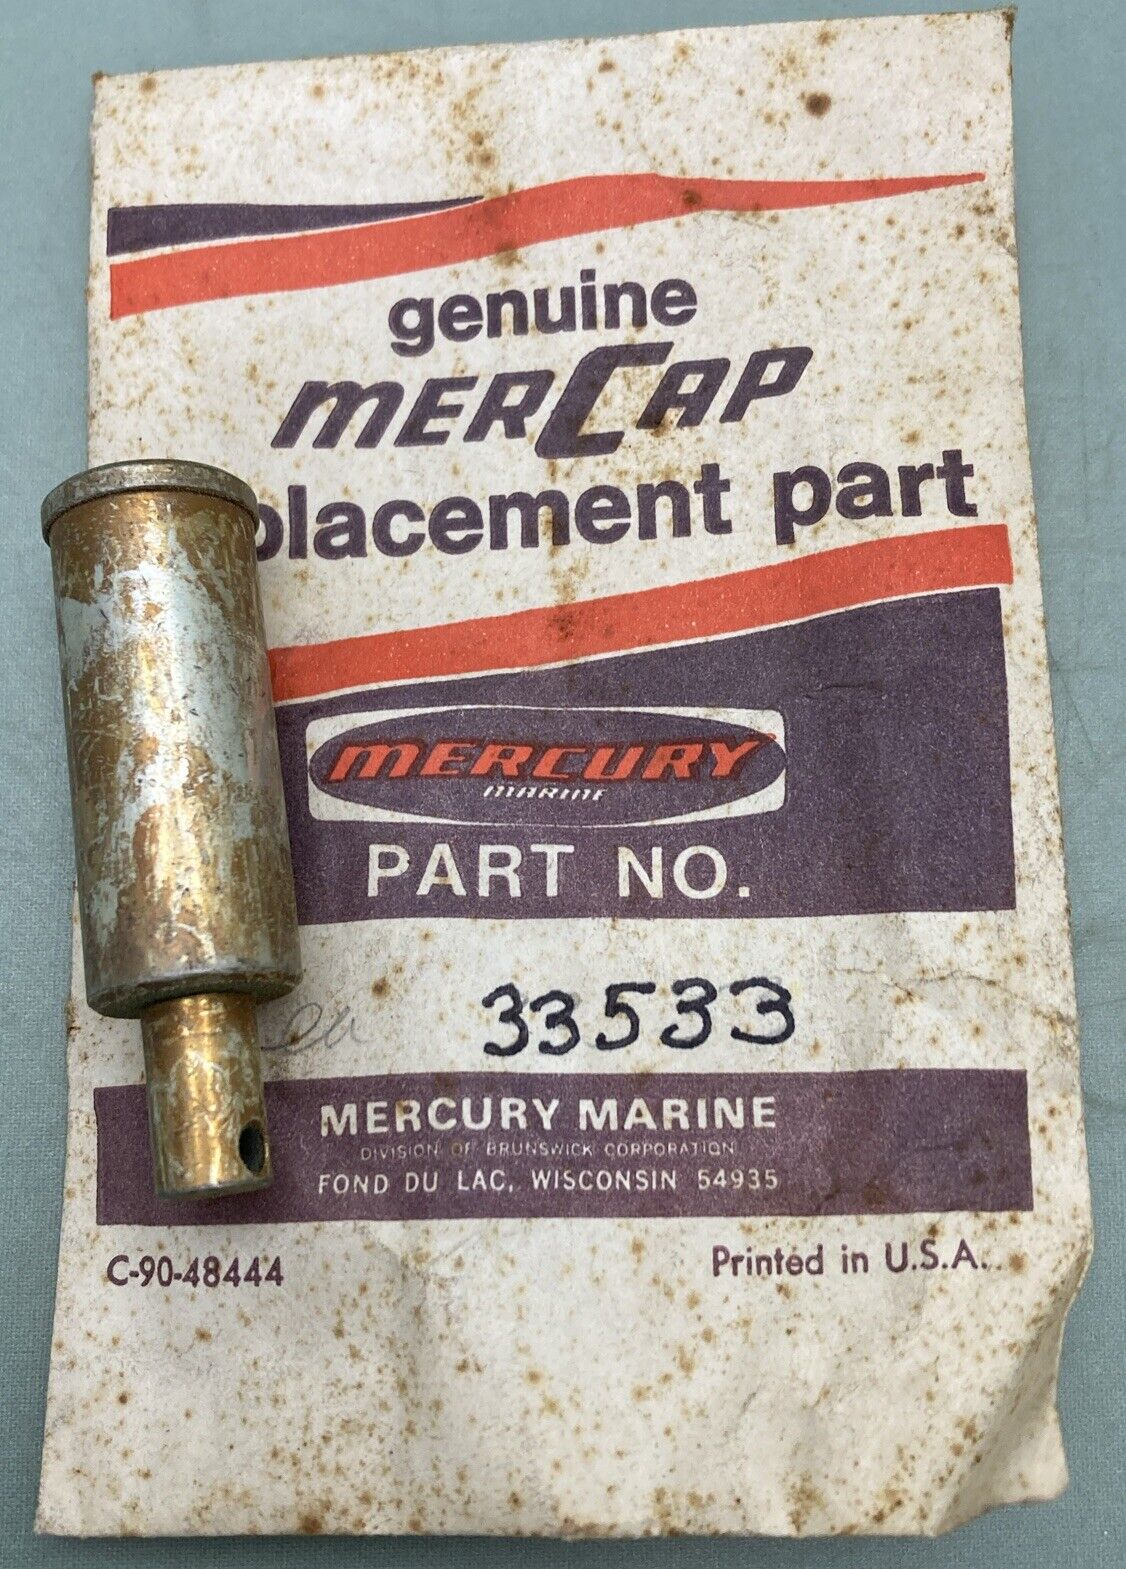 genuine
MERCAP
placement part
MERCURY
MARINE
PART NO.
33533
MERCURY MARINE
DIVISION OF BRUNSWICK CORPORATION
FOND DU LAC, WISCONSIN 54935
C-90-48444
Printed in U.S.A.